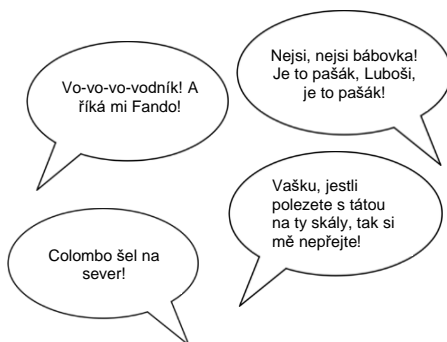 Vo-vo-vo-vodník! A
říká mi Fando!
Nejsi, nejsi bábovka!
Je to pašák, Luboši,
je to pašák!
Vašku, jestli
polezete s tátou
na ty skály, tak si
mě nepřejte!
Colombo šel na
sever!